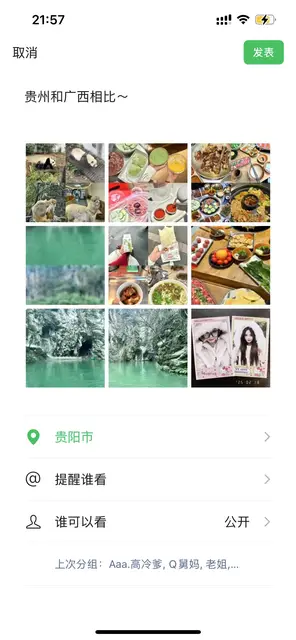 21:57
取消
发表
贵州和广西相比～
贵阳市
提醒谁看
谁可以看
公开
上次分组：Aaa.高冷爹, Q舅妈, 老姐,...